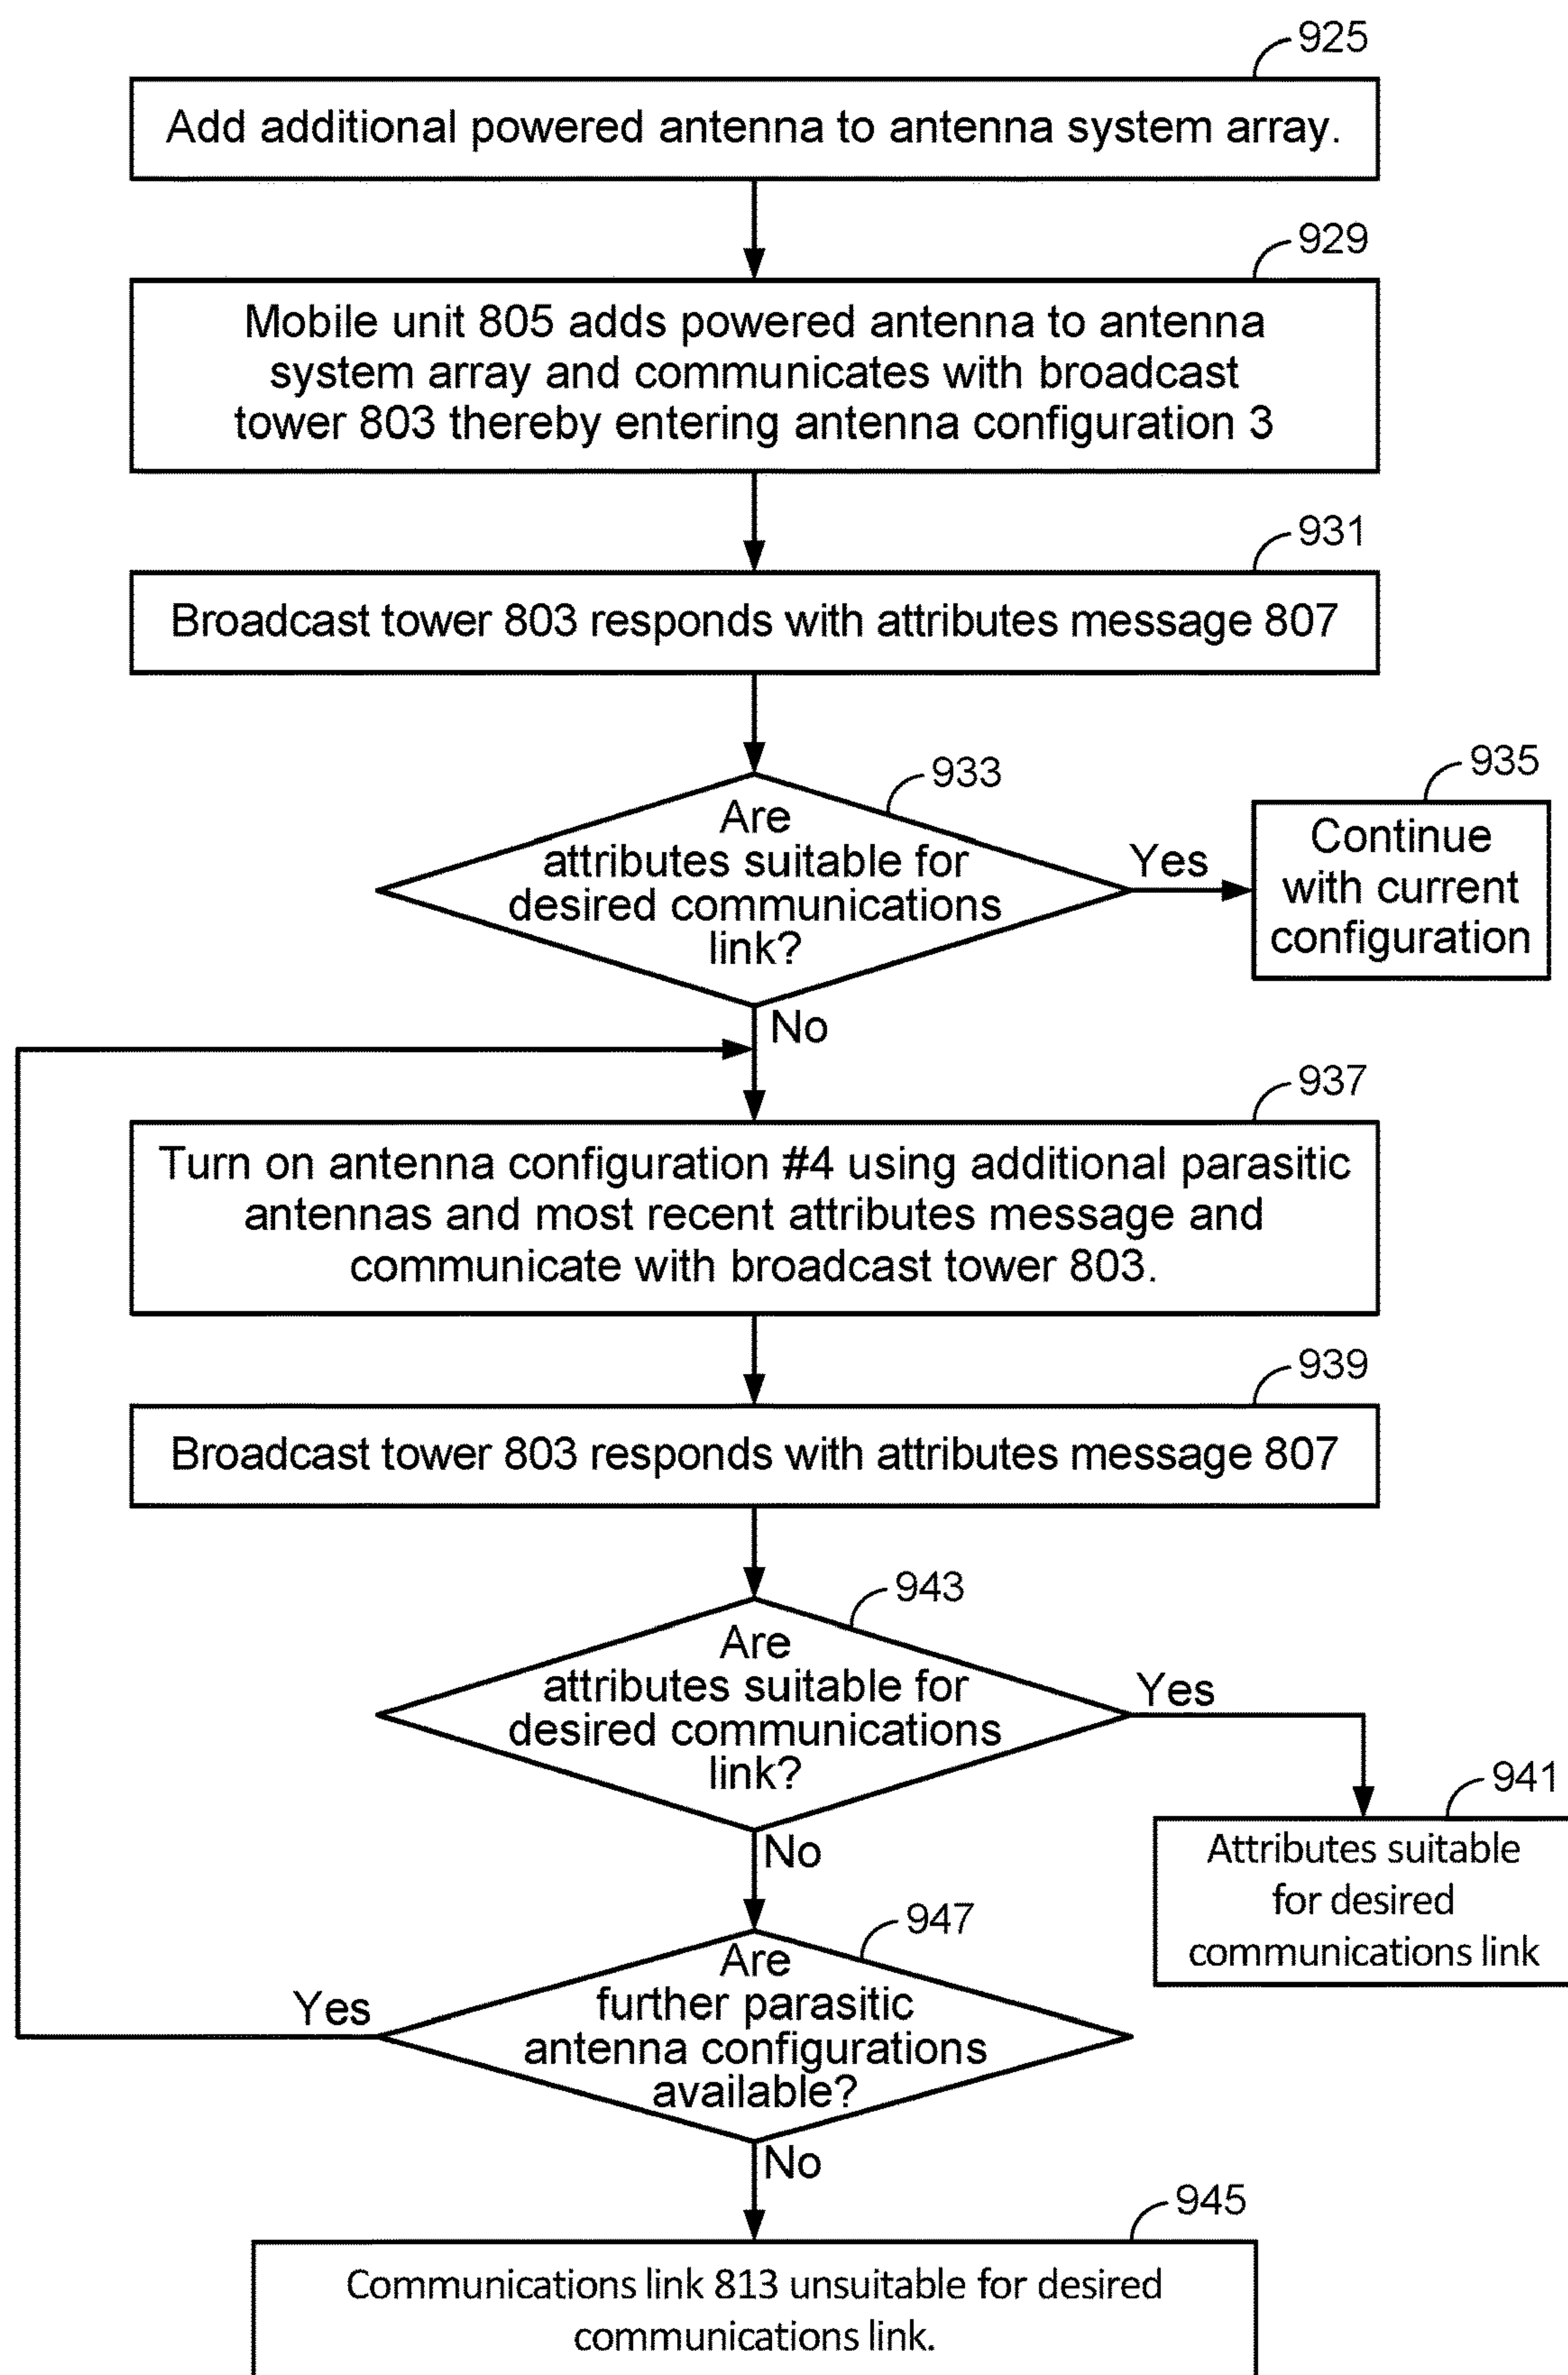 925
Add additional powered antenna to antenna system array.
929
Mobile unit 805 adds powered antenna to antenna
system array and communicates with broadcast
tower 803 thereby entering antenna configuration 3
931
Broadcast tower 803 responds with attributes message 807
933
Are
attributes suitable for
desired communications
link?
Yes
935
Continue
with current
configuration
No
937
Turn on antenna configuration #4 using additional parasitic
antennas and most recent attributes message and
communicate with broadcast tower 803.
939
Broadcast tower 803 responds with attributes message 807
943
Are
attributes suitable for
desired communications
link?
Yes
941
Attributes suitable
for desired
communications link
No
947
Are
further parasitic
antenna configurations
available?
Yes
No
945
Communications link 813 unsuitable for desired
communications link.